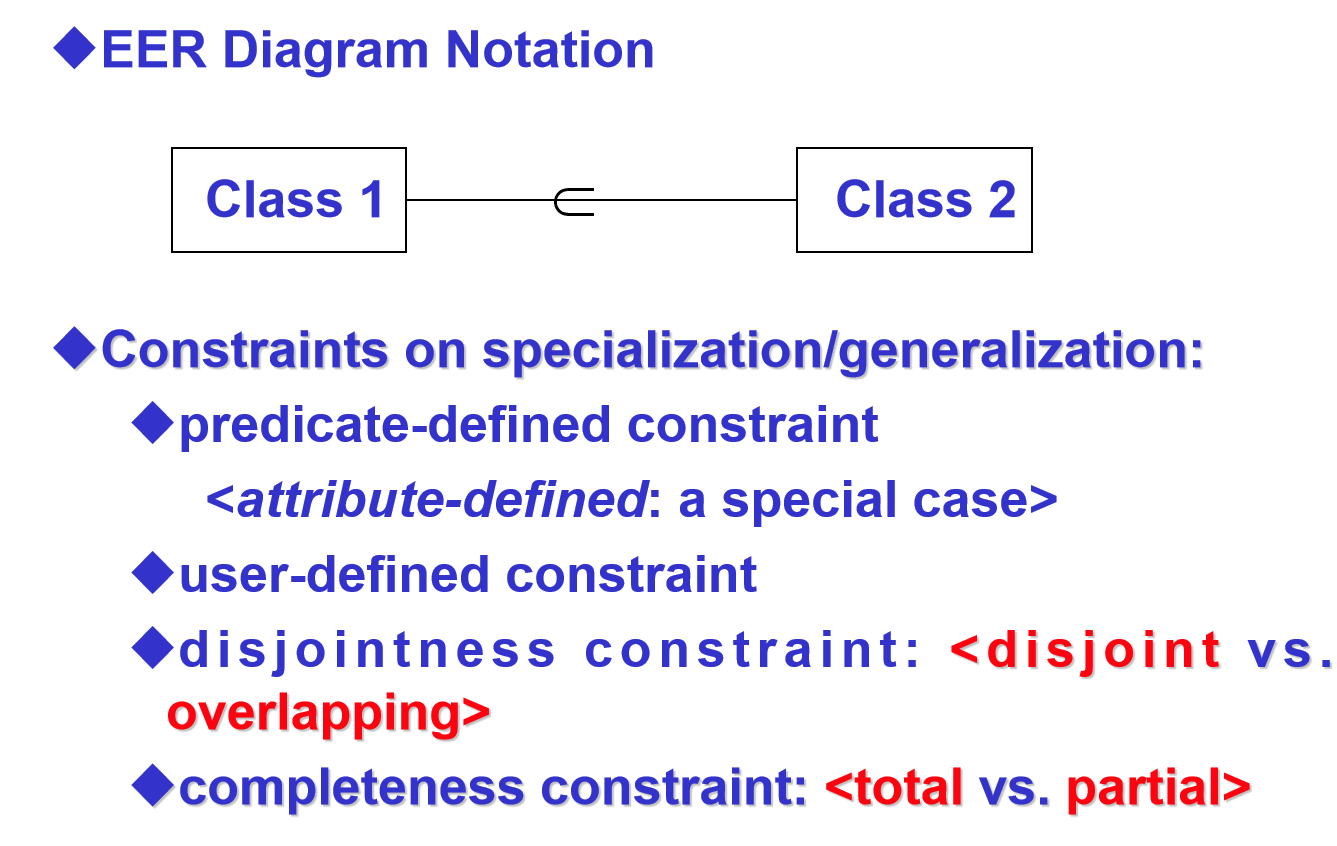 ◆EER Diagram Notation
Class 1
Class 2
◆Constraints on specialization/generalization:
◆predicate-defined constraint
<attribute-defined: a special case>
◆user-defined constraint
◆disjointness constraint: <disjoint vs.
overlapping>
◆completeness constraint: <total vs. partial>